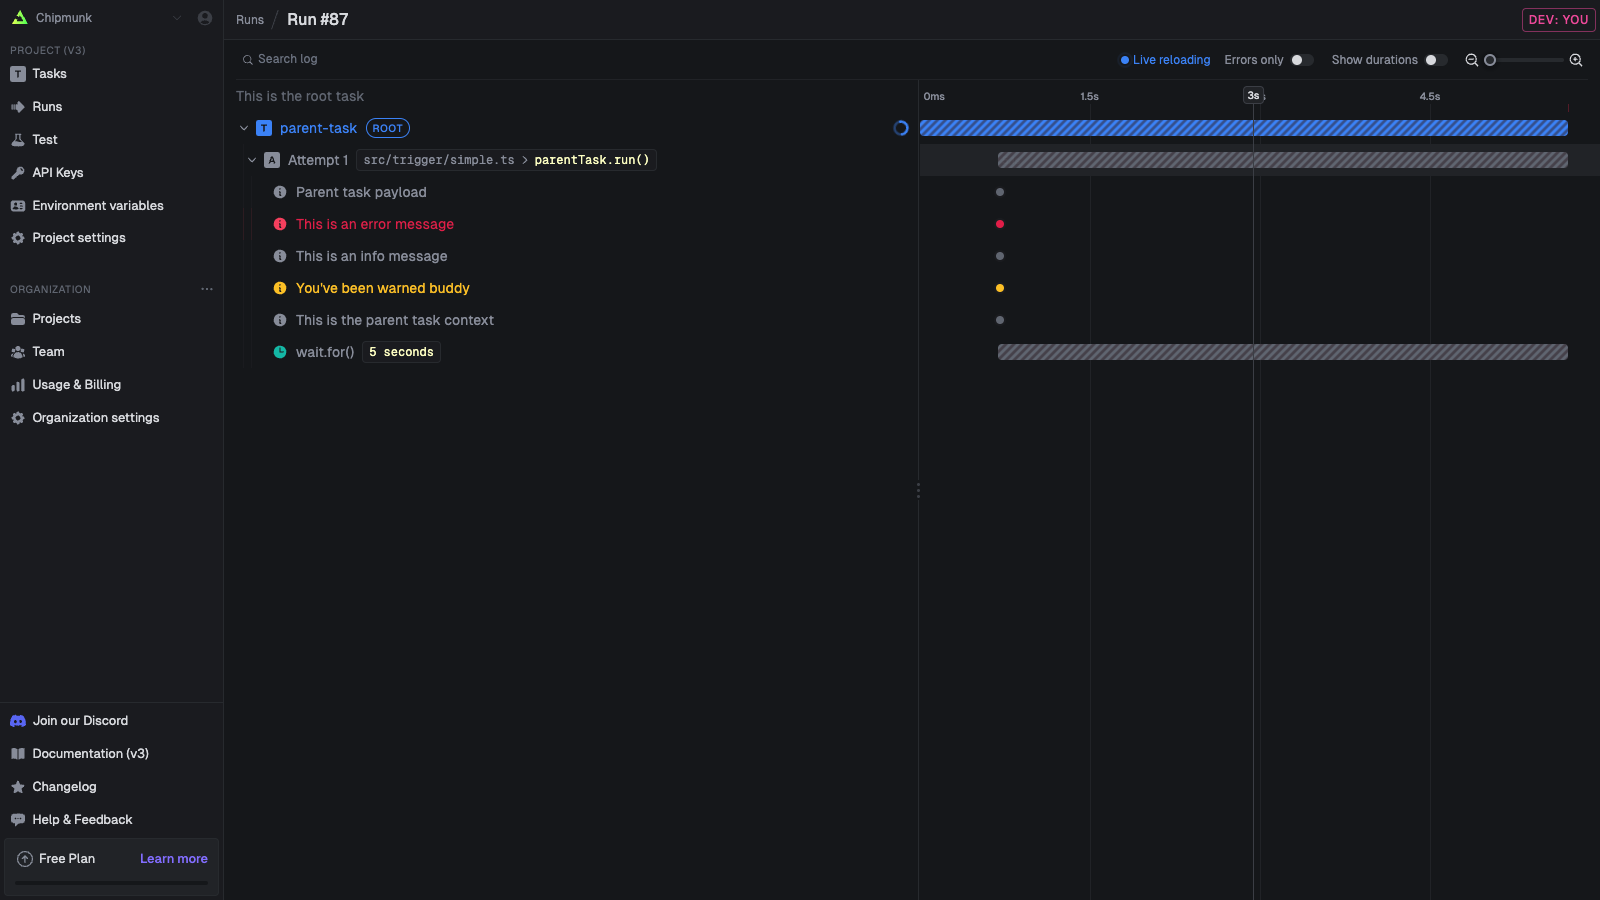 Chipmunk
PROJECT (V3)
Tasks
Runs
Test
API Keys
Environment variables
Project settings
ORGANIZATION
Projects
Team
Usage & Billing
Organization settings
Join our Discord
Documentation (v3)
Changelog
Help & Feedback
Free Plan Learn more
Runs / Run #87
DEV: YOU
Search log
Live reloading Errors only Show durations
This is the root task
0ms 1.5s 3s 4.5s
T parent-task ROOT
A Attempt 1 src/trigger/simple.ts > parentTask.run()
Parent task payload
This is an error message
This is an info message
You've been warned buddy
This is the parent task context
wait.for() 5 seconds